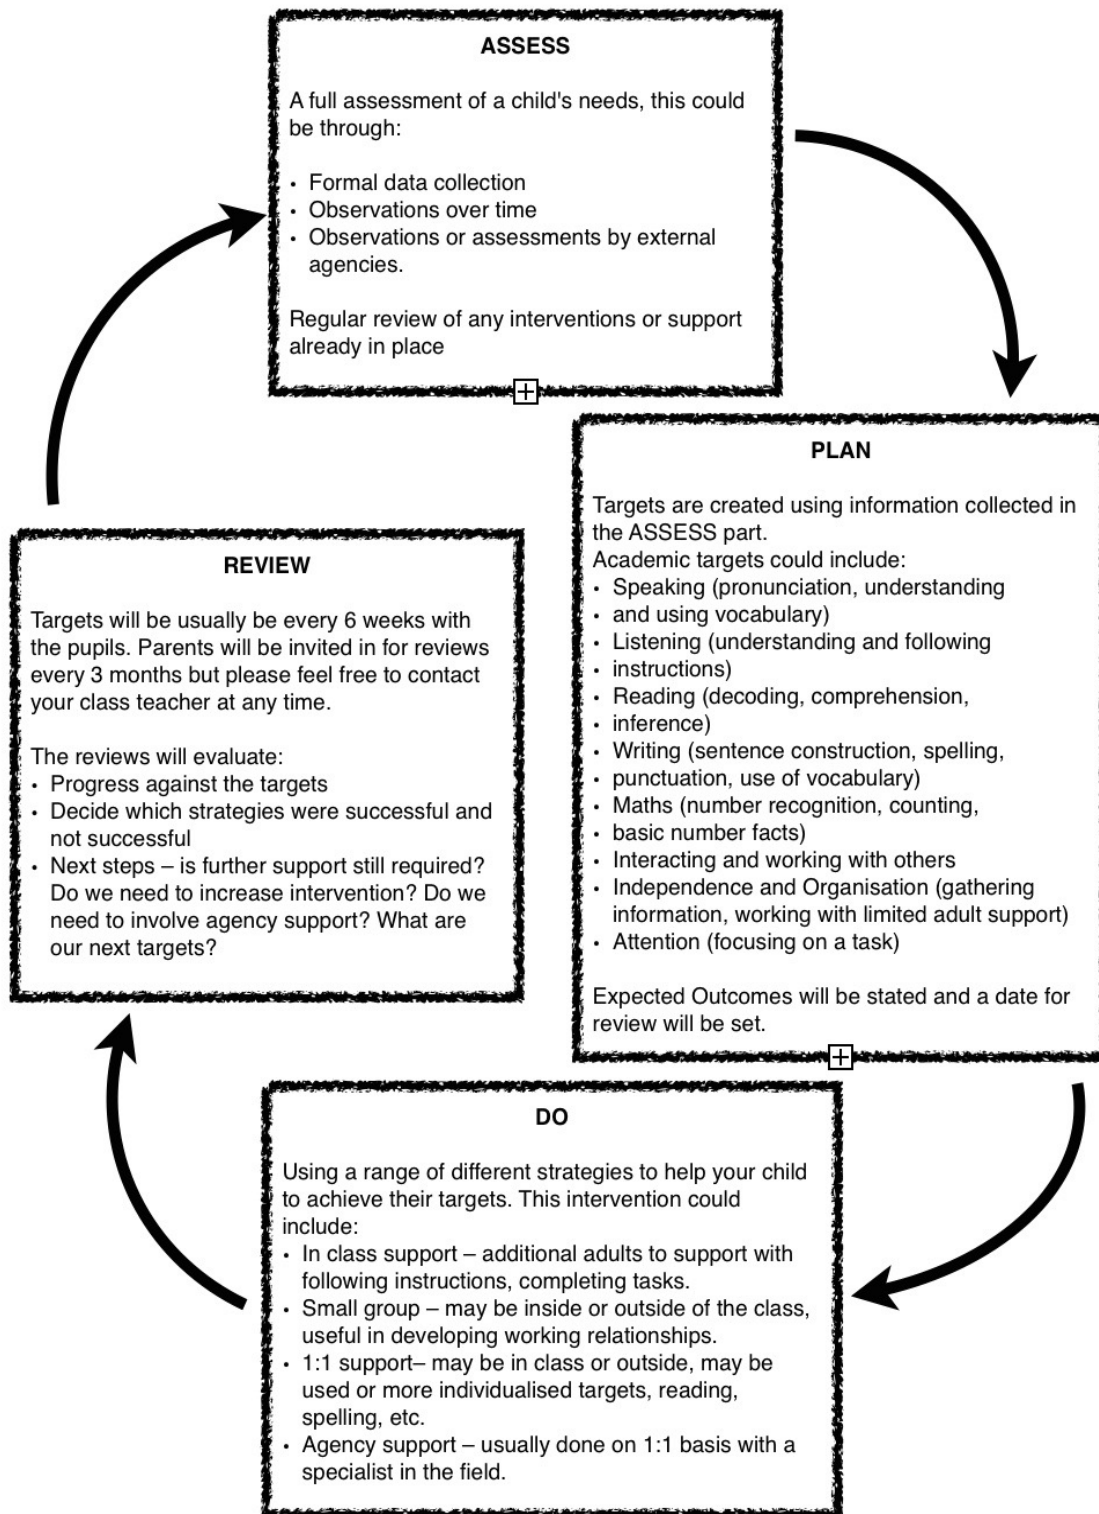 ASSESS
A full assessment of a child's needs, this could
be through:
• Formal data collection
• Observations over time
• Observations or assessments by external
agencies.
Regular review of any interventions or support
already in place
PLAN
Targets are created using information collected in
the ASSESS part.
Academic targets could include:
• Speaking (pronunciation, understanding
• and using vocabulary)
• Listening (understanding and following
• instructions)
• Reading (decoding, comprehension,
• inference)
• Writing (sentence construction, spelling,
• punctuation, use of vocabulary)
• Maths (number recognition, counting,
• basic number facts)
• Interacting and working with others
• Independence and Organisation (gathering
information, working with limited adult support)
• Attention (focusing on a task)
Expected Outcomes will be stated and a date for
review will be set.
DO
Using a range of different strategies to help your child
to achieve their targets. This intervention could
include:
• In class support – additional adults to support with
following instructions, completing tasks.
• Small group – may be inside or outside of the class,
useful in developing working relationships.
• 1:1 support– may be in class or outside, may be
used or more individualised targets, reading,
spelling, etc.
• Agency support – usually done on 1:1 basis with a
specialist in the field.
REVIEW
Targets will be usually be every 6 weeks with
the pupils. Parents will be invited in for reviews
every 3 months but please feel free to contact
your class teacher at any time.
The reviews will evaluate:
• Progress against the targets
• Decide which strategies were successful and
not successful
• Next steps – is further support still required?
Do we need to increase intervention? Do we
need to involve agency support? What are
our next targets?